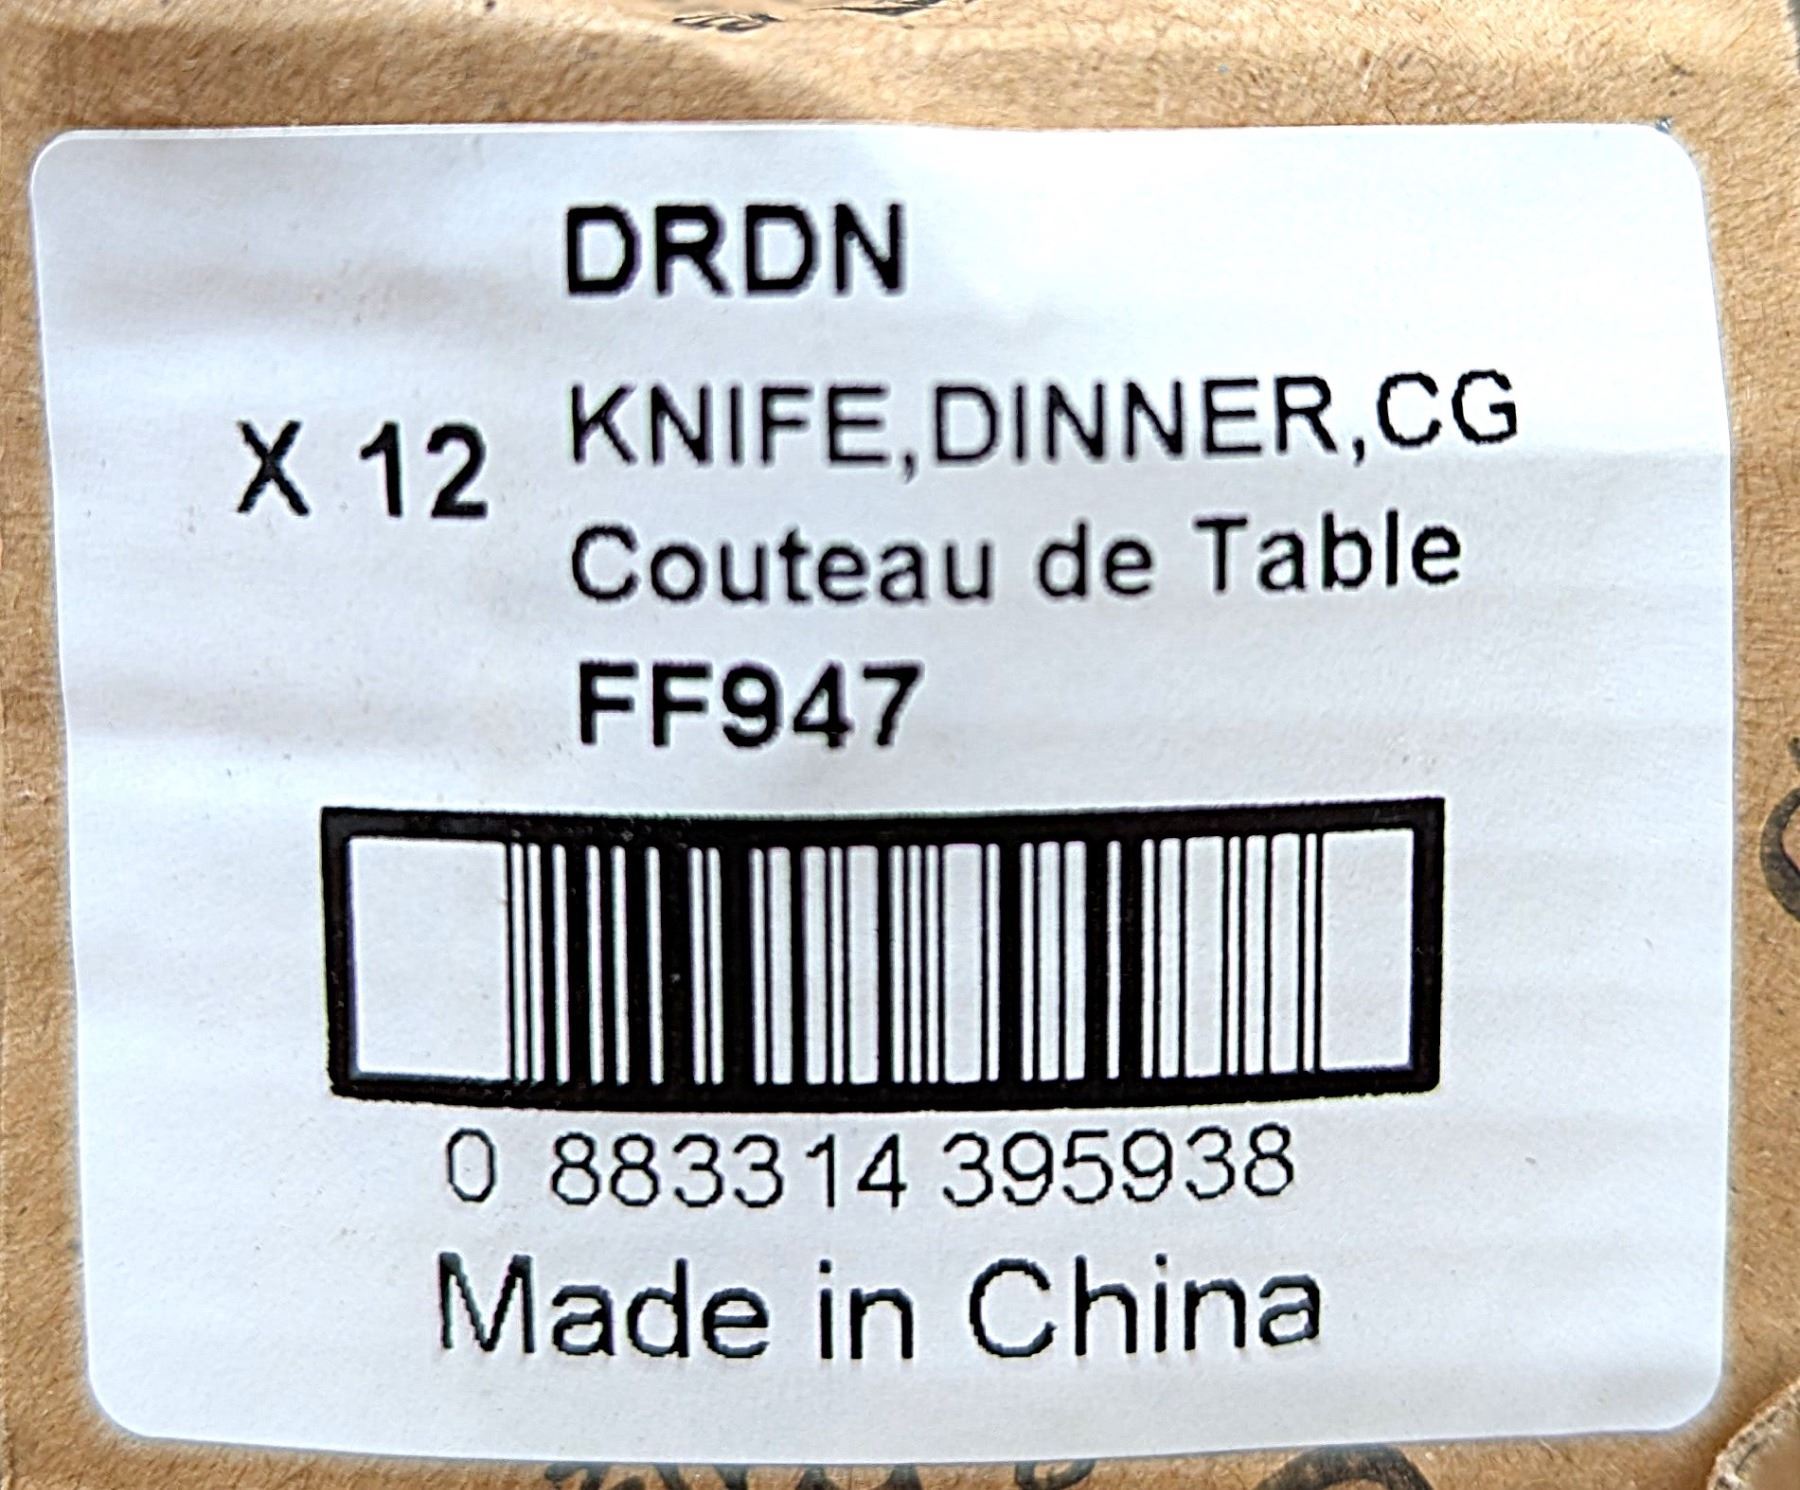 DRDN
X 12 KNIFE,DINNER,CG
Couteau de Table
FF947
0 883314 395938
Made in China